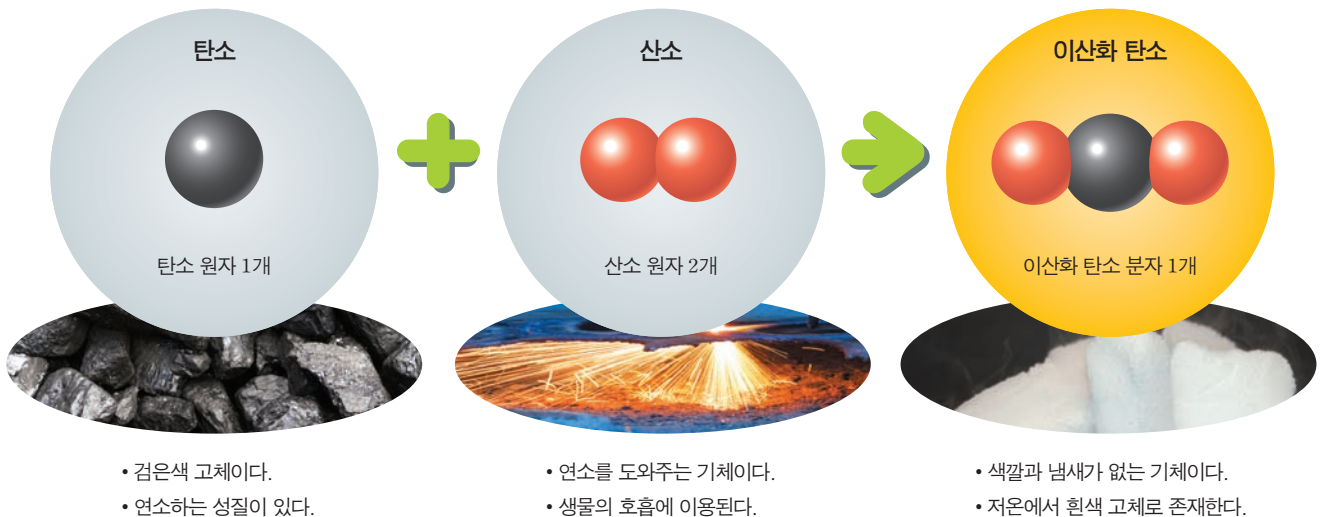 탄소
탄소 원자 1개
• 검은색 고체이다.
• 연소하는 성질이 있다.
산소
산소 원자 2개
• 연소를 도와주는 기체이다.
• 생물의 호흡에 이용된다.
이산화 탄소
이산화 탄소 분자 1개
• 색깔과 냄새가 없는 기체이다.
• 저온에서 흰색 고체로 존재한다.